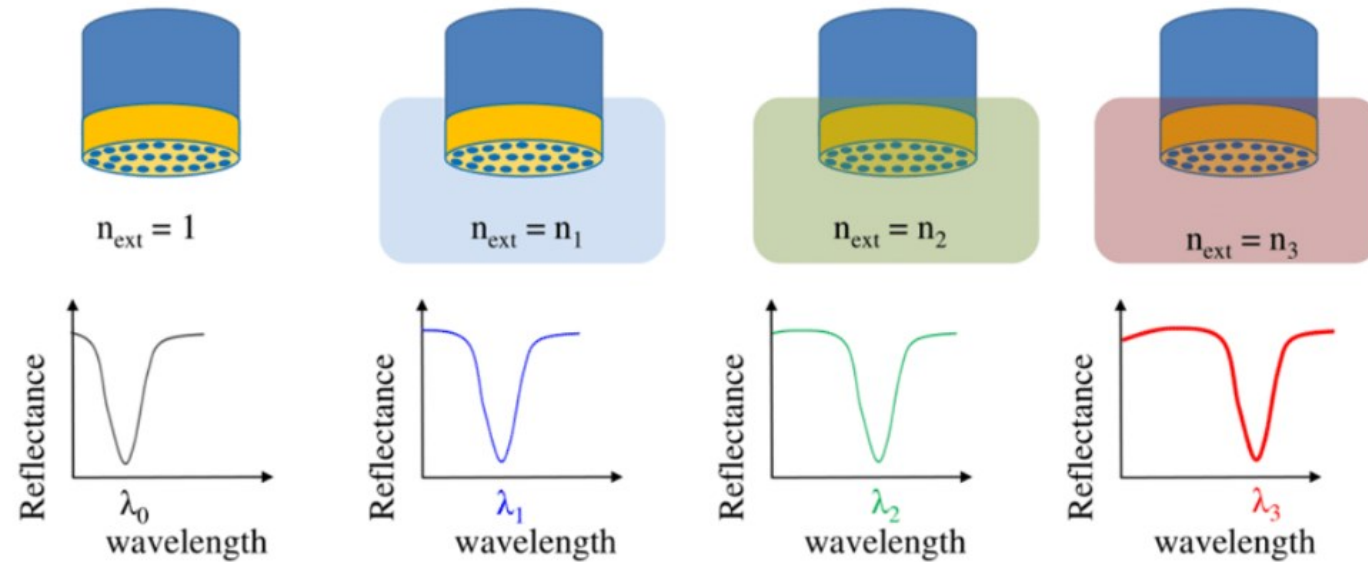 n_ext = 1
n_ext = n_1
n_ext = n_2
n_ext = n_3
Reflectance
λ_0
wavelength
Reflectance
λ_1
wavelength
Reflectance
λ_2
wavelength
Reflectance
λ_3
wavelength